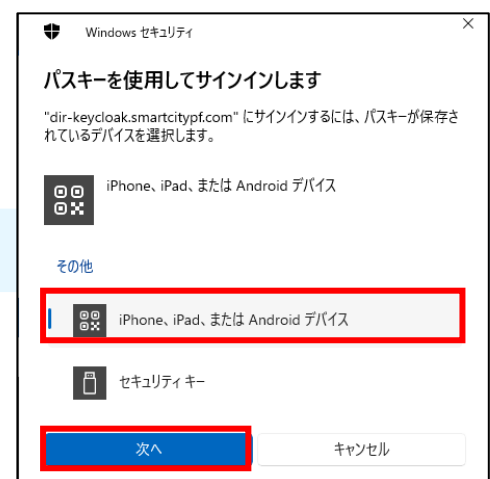 Windows セキュリティ
パスキーを使用してサインインします
"dir-keycloak.smartcitypf.com" にサインインするには、パスキーが保存さ
れているデバイスを選択します。
iPhone、iPad、または Android デバイス
その他
iPhone、iPad、または Android デバイス
セキュリティ キー
次へ
キャンセル